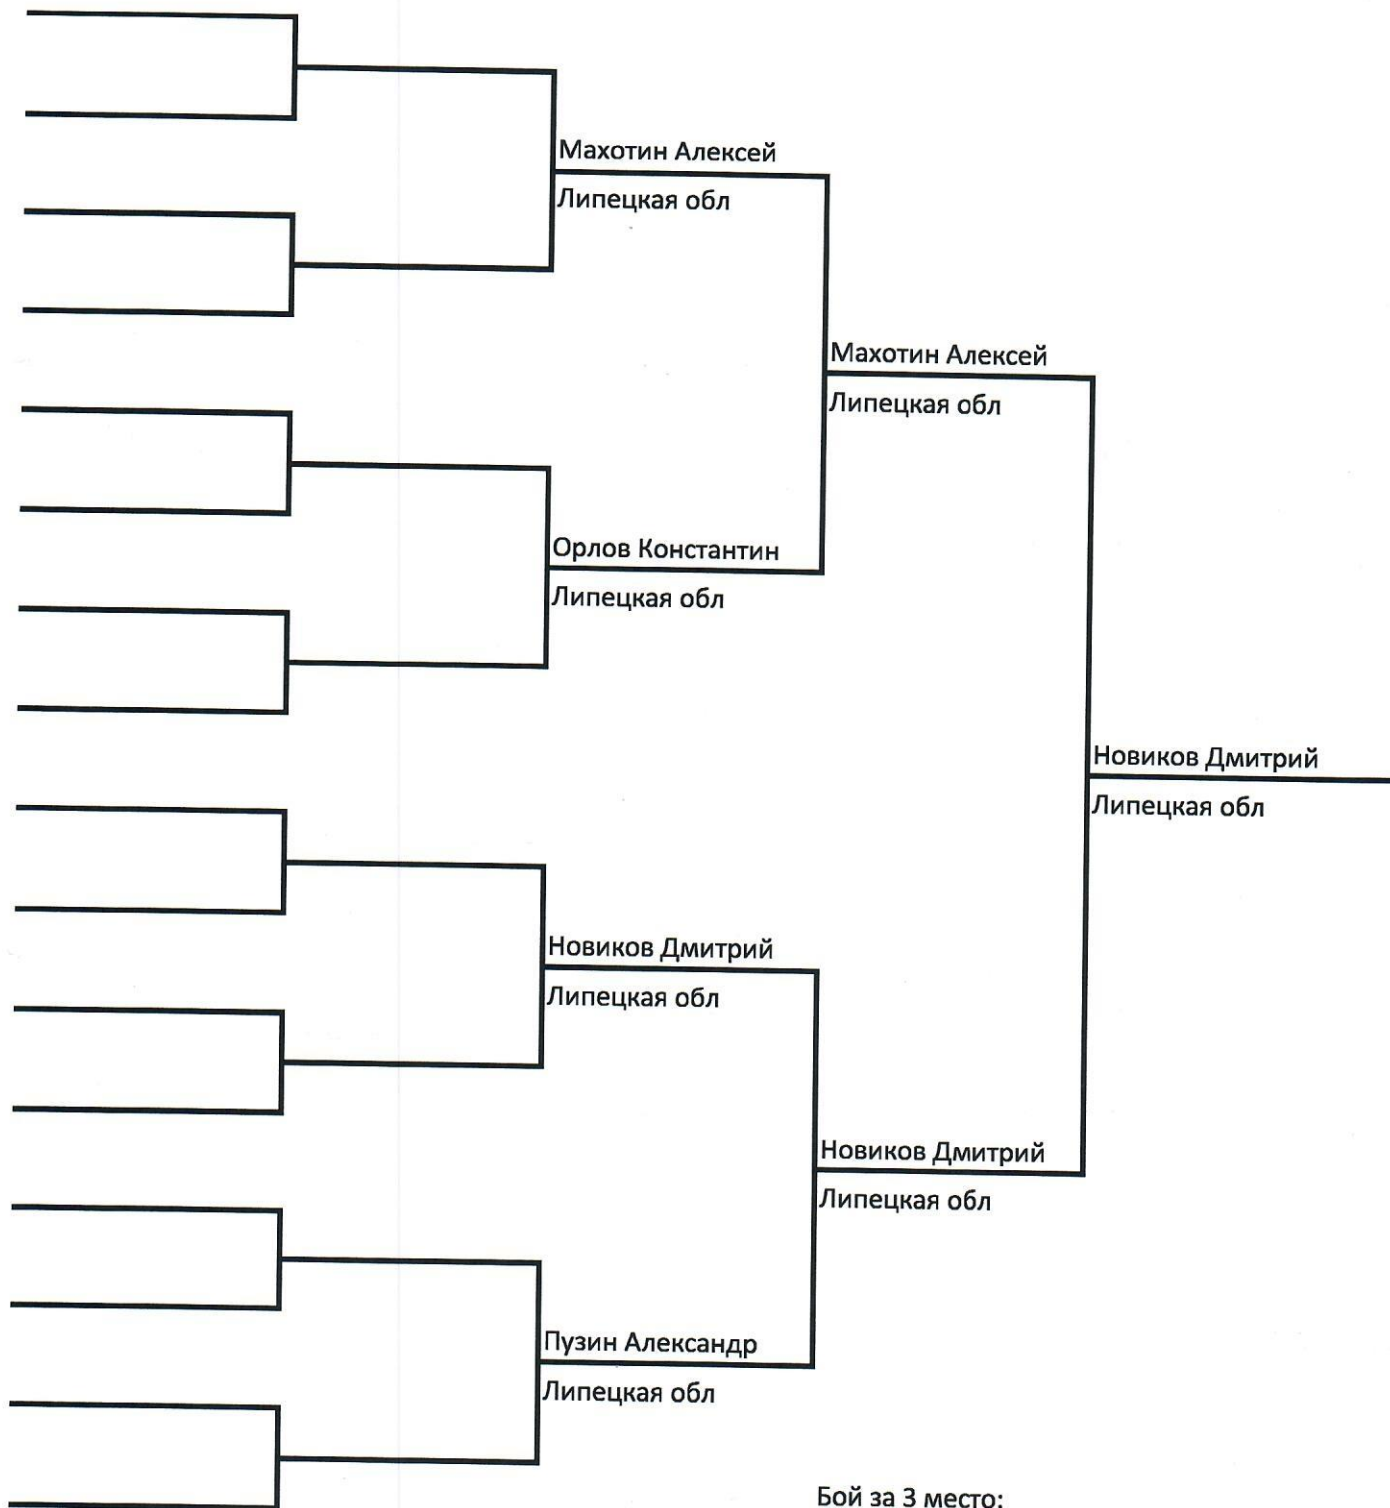 Махотин Алексей
Липецкая обл
Махотин Алексей
Липецкая обл
Орлов Константин
Липецкая обл
Новиков Дмитрий
Липецкая обл
Новиков Дмитрий
Липецкая обл
Новиков Дмитрий
Липецкая обл
Пузин Александр
Липецкая обл
Бой за 3 место: